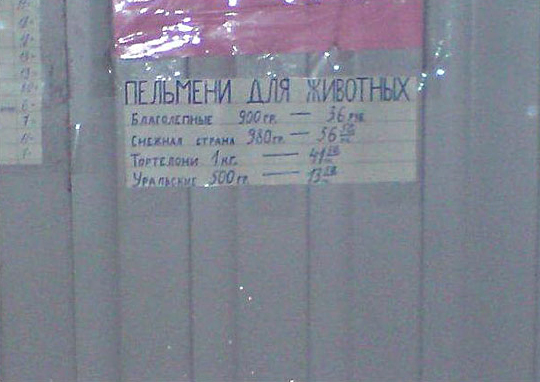 ПЕЛЬМЕНИ ДЛЯ ЖИВОТНЫХ
БЛАГОЛЕПНЫЕ 900 ГР. — 36 РУБ
СНЕЖНАЯ СТРАНА 980 ГР. — 56
ТОРТЕЛОНИ 1 КГ. — 41
УРАЛЬСКИЕ 500 ГР. — 13